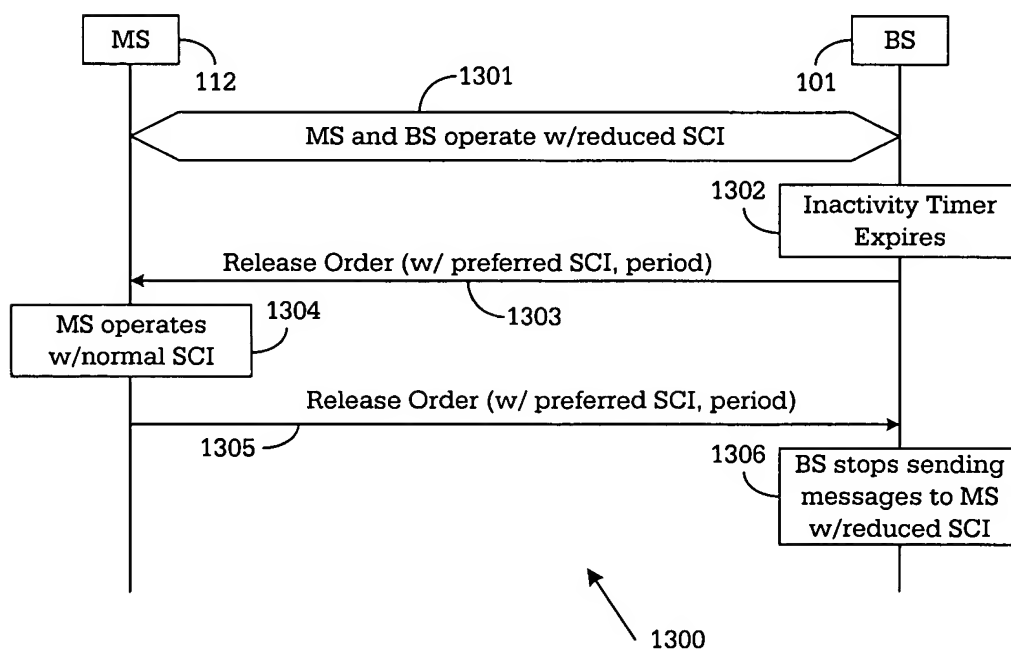 MS
BS
112
101
1301
MS and BS operate w/reduced SCI
1302
Inactivity Timer
Expires
Release Order (w/ preferred SCI, period)
1303
MS operates
w/normal SCI
1304
Release Order (w/ preferred SCI, period)
1305
1306
BS stops sending
messages to MS
w/reduced SCI
1300